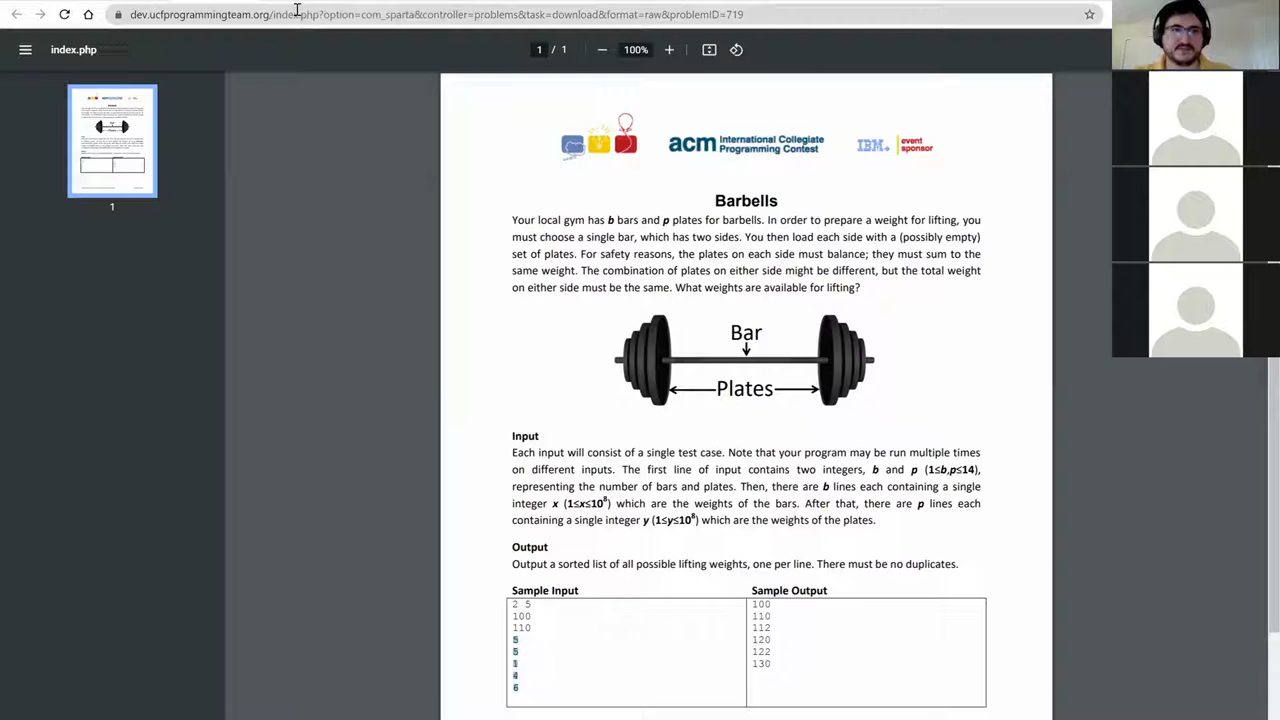 dev.ucfprogrammingteam.org/index.php?option=com_sparta&controller=problems&task=download&format=raw&problemID=719
index.php
1 / 1
100%
1
acm International Collegiate
Programming Contest
IBM. event
sponsor
Barbells
Your local gym has b bars and p plates for barbells. In order to prepare a weight for lifting, you
must choose a single bar, which has two sides. You then load each side with a (possibly empty)
set of plates. For safety reasons, the plates on each side must balance; they must sum to the
same weight. The combination of plates on either side might be different, but the total weight
on either side must be the same. What weights are available for lifting?
Bar
Plates
Input
Each input will consist of a single test case. Note that your program may be run multiple times
on different inputs. The first line of input contains two integers, b and p (1≤b,p≤14),
representing the number of bars and plates. Then, there are b lines each containing a single
integer x (1≤x≤10⁸) which are the weights of the bars. After that, there are p lines each
containing a single integer y (1≤y≤10⁸) which are the weights of the plates.
Output
Output a sorted list of all possible lifting weights, one per line. There must be no duplicates.
Sample Input
2 5
100
110
5
5
1
4
6
Sample Output
100
110
112
120
122
130